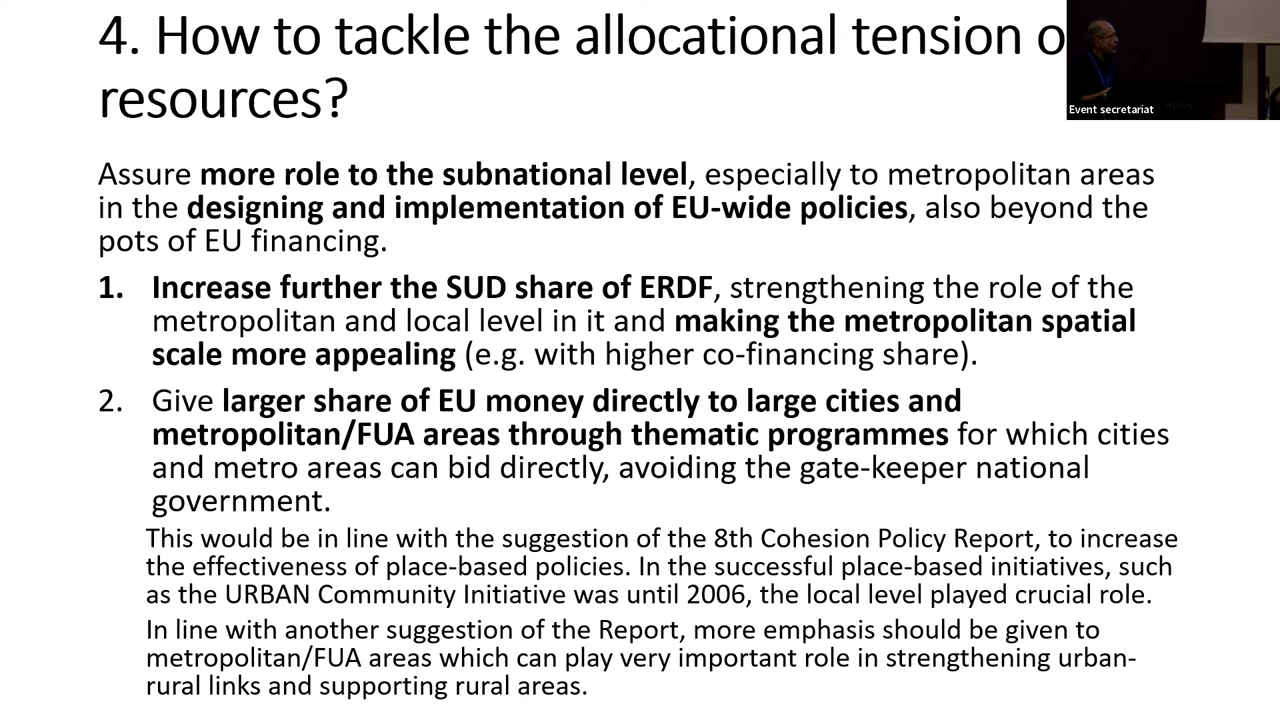 4. How to tackle the allocational tension o
resources?
Event secretariat
Assure more role to the subnational level, especially to metropolitan areas
in the designing and implementation of EU-wide policies, also beyond the
pots of EU financing.
1. Increase further the SUD share of ERDF, strengthening the role of the
metropolitan and local level in it and making the metropolitan spatial
scale more appealing (e.g. with higher co-financing share).
2. Give larger share of EU money directly to large cities and
metropolitan/FUA areas through thematic programmes for which cities
and metro areas can bid directly, avoiding the gate-keeper national
government.
This would be in line with the suggestion of the 8th Cohesion Policy Report, to increase
the effectiveness of place-based policies. In the successful place-based initiatives, such
as the URBAN Community Initiative was until 2006, the local level played crucial role.
In line with another suggestion of the Report, more emphasis should be given to
metropolitan/FUA areas which can play very important role in strengthening urban-
rural links and supporting rural areas.